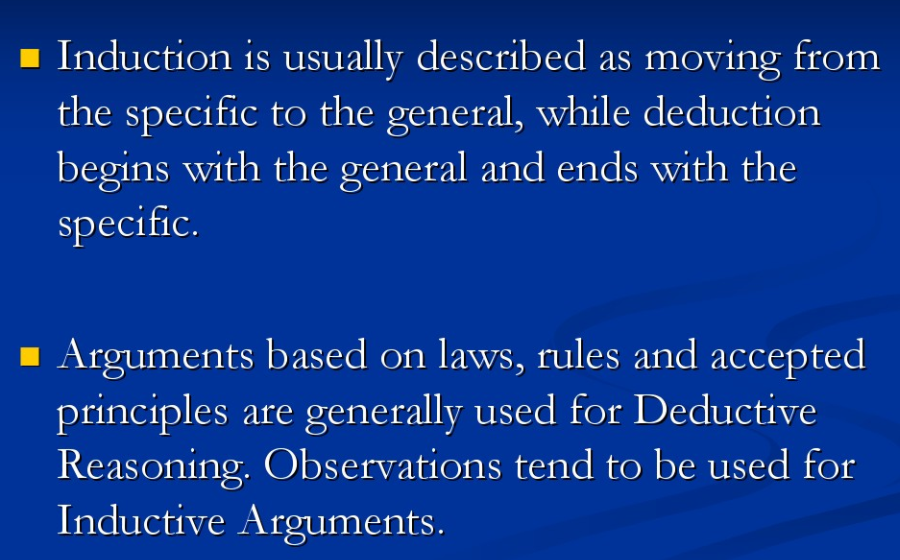 Induction is usually described as moving from
the specific to the general, while deduction
begins with the general and ends with the
specific.
Arguments based on laws, rules and accepted
principles are generally used for Deductive
Reasoning. Observations tend to be used for
Inductive Arguments.